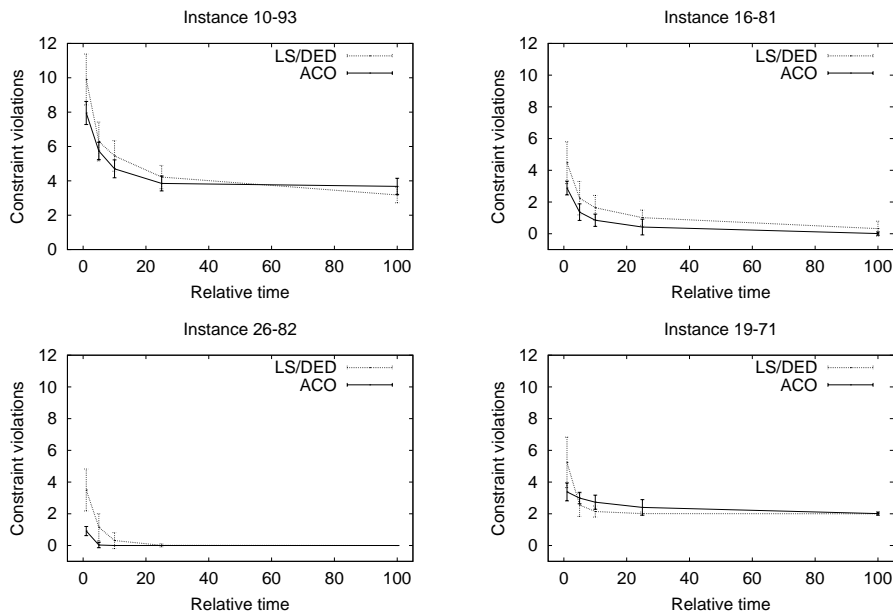 Instance 10-93
12
10
8
6
4
2
0
Constraint violations
LS/DED
ACO
0 20 40 60 80 100
Relative time
Instance 16-81
12
10
8
6
4
2
0
Constraint violations
LS/DED
ACO
0 20 40 60 80 100
Relative time
Instance 26-82
12
10
8
6
4
2
0
Constraint violations
LS/DED
ACO
0 20 40 60 80 100
Relative time
Instance 19-71
12
10
8
6
4
2
0
Constraint violations
LS/DED
ACO
0 20 40 60 80 100
Relative time